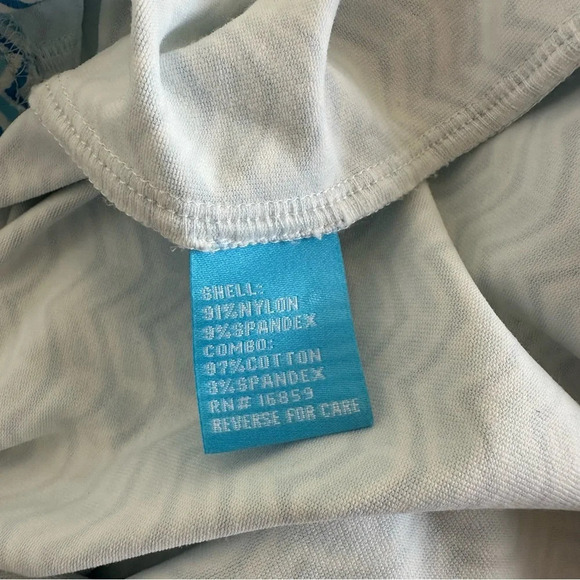 SHELL:
91%NYLON
9%SPANDEX
COMBO:
97%COTTON
3%SPANDEX
RN# 16859
REVERSE FOR CARE